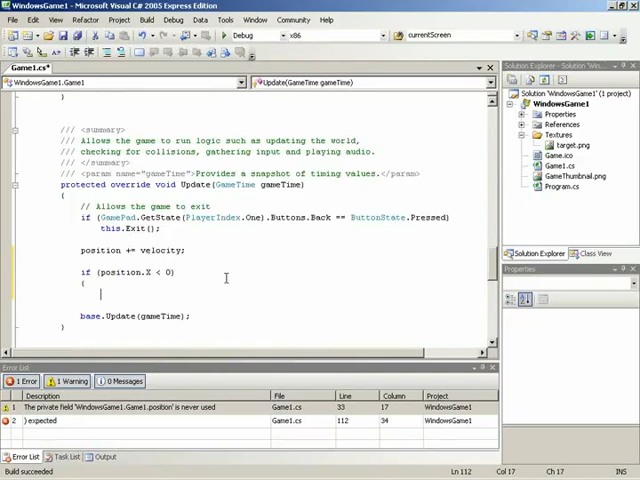 WindowsGame1 - Microsoft Visual C# 2005 Express Edition
File Edit View Refactor Project Build Debug Data Tools Window Community Help
Debug x86 currentScreen
Game1.cs*
WindowsGame1.Game1 Update(GameTime gameTime)
}
/// <summary>
/// Allows the game to run logic such as updating the world,
/// checking for collisions, gathering input and playing audio.
/// </summary>
/// <param name="gameTime">Provides a snapshot of timing values.</param>
protected override void Update(GameTime gameTime)
{
// Allows the game to exit
if (GamePad.GetState(PlayerIndex.One).Buttons.Back == ButtonState.Pressed)
this.Exit();
position += velocity;
if (position.X < 0)
{
base.Update(gameTime);
}
Solution Explorer - Solution 'Win...
Solution 'WindowsGame1' (1 project)
WindowsGame1
Properties
References
Textures
target.png
Game.ico
Game1.cs
GameThumbnail.png
Program.cs
Solution Explorer Class View
Properties
Error List
1 Error 1 Warning 0 Messages
Description File Line Column Project
1 The private field 'WindowsGame1.Game1.position' is never used Game1.cs 33 17 WindowsGame1
2 } expected Game1.cs 112 34 WindowsGame1
Error List Task List Output
Build succeeded Ln 112 Col 17 Ch 17 INS